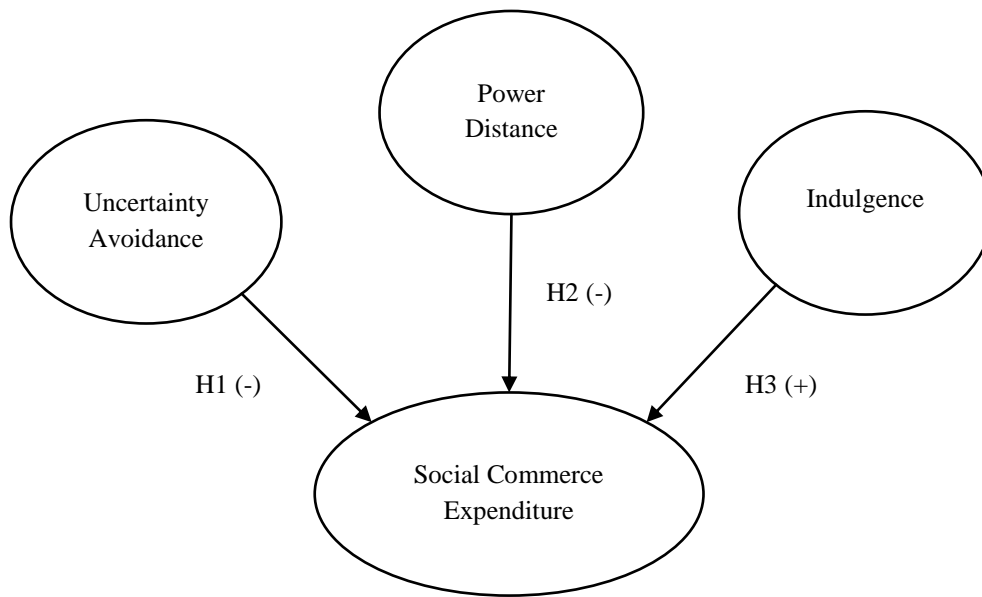 Power
Distance
Uncertainty
Avoidance
Indulgence
H2 (-)
H1 (-)
H3 (+)
Social Commerce
Expenditure